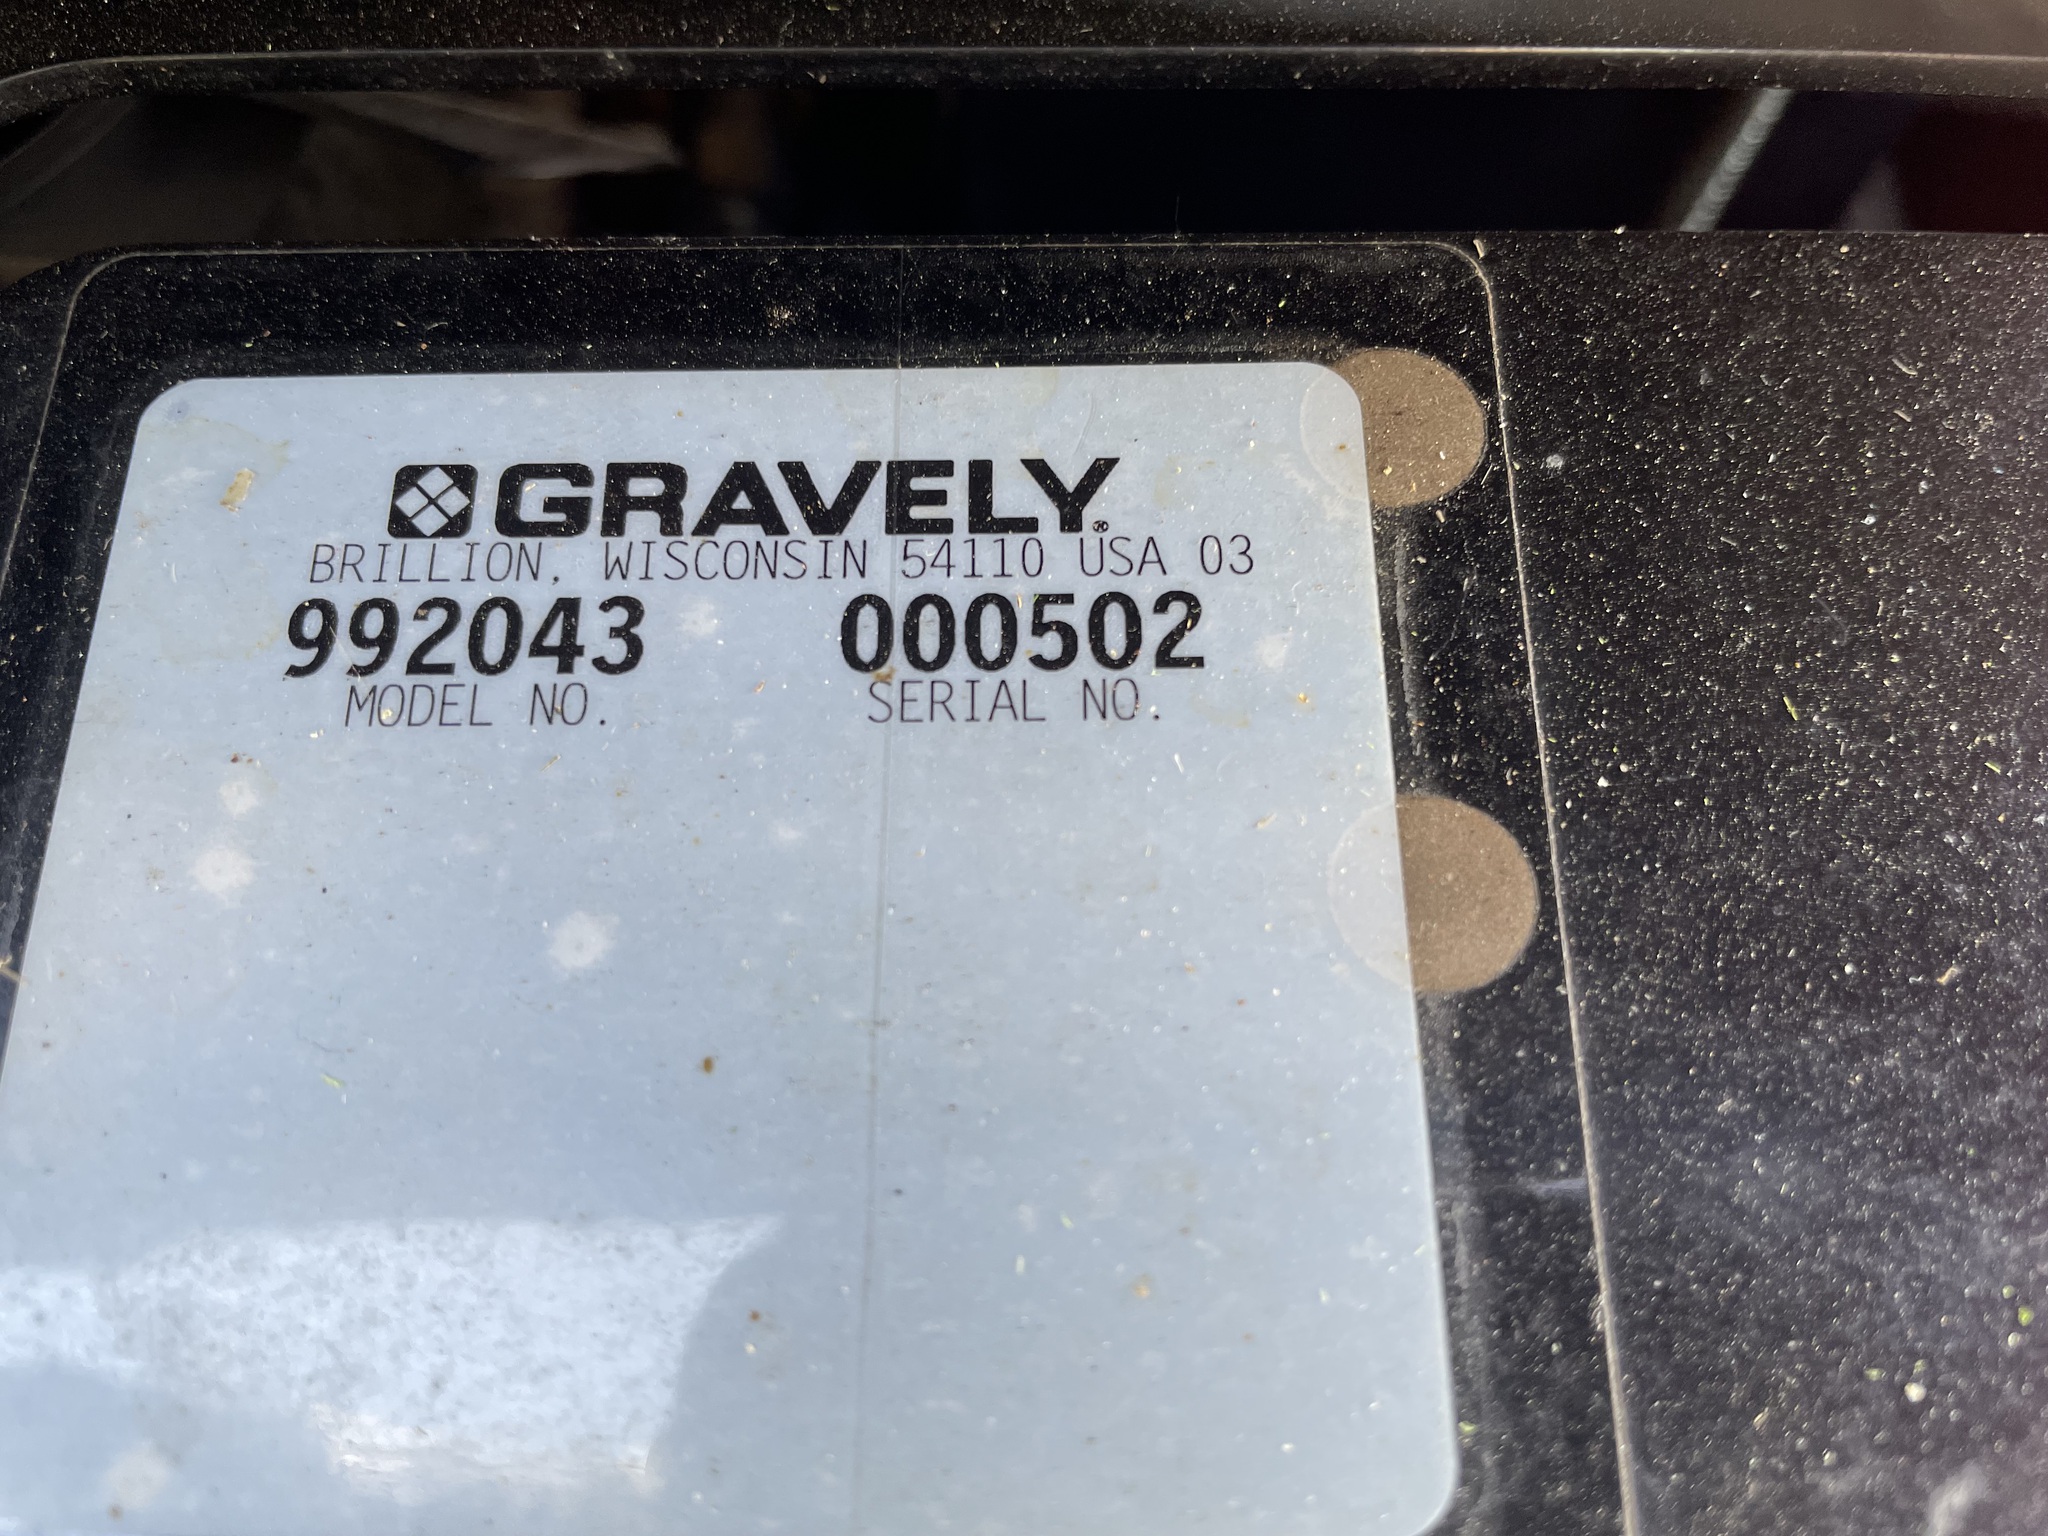 GRAVELY®
BRILLION, WISCONSIN 54110 USA 03
992043 000502
MODEL NO. SERIAL NO.